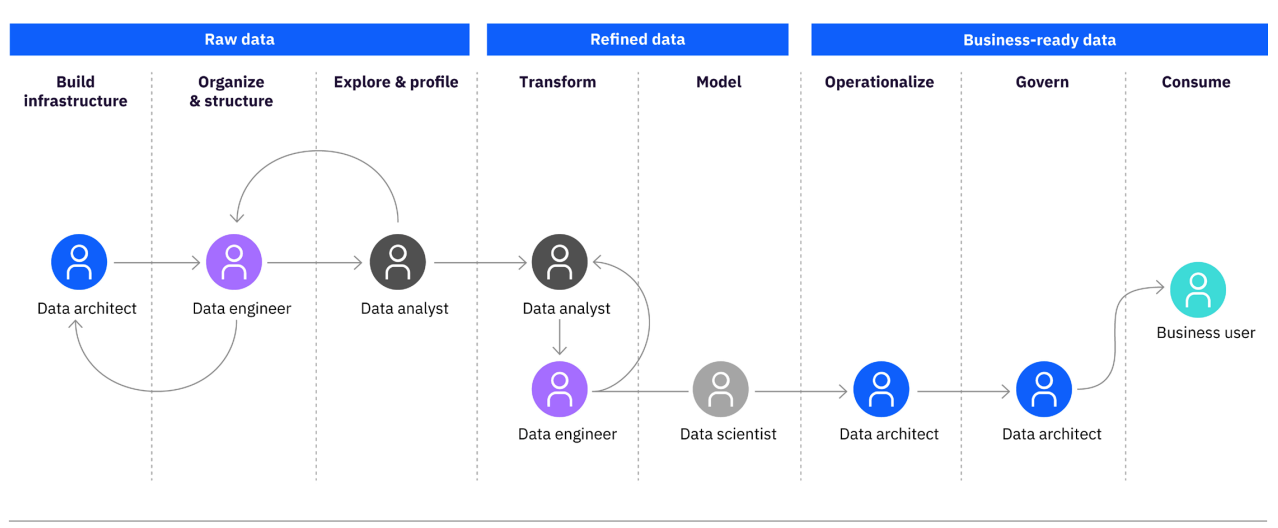 Raw data
Refined data
Business-ready data
Build
infrastructure
Organize
& structure
Explore & profile
Transform
Model
Operationalize
Govern
Consume
Data architect
Data engineer
Data analyst
Data analyst
Business user
Data engineer
Data scientist
Data architect
Data architect